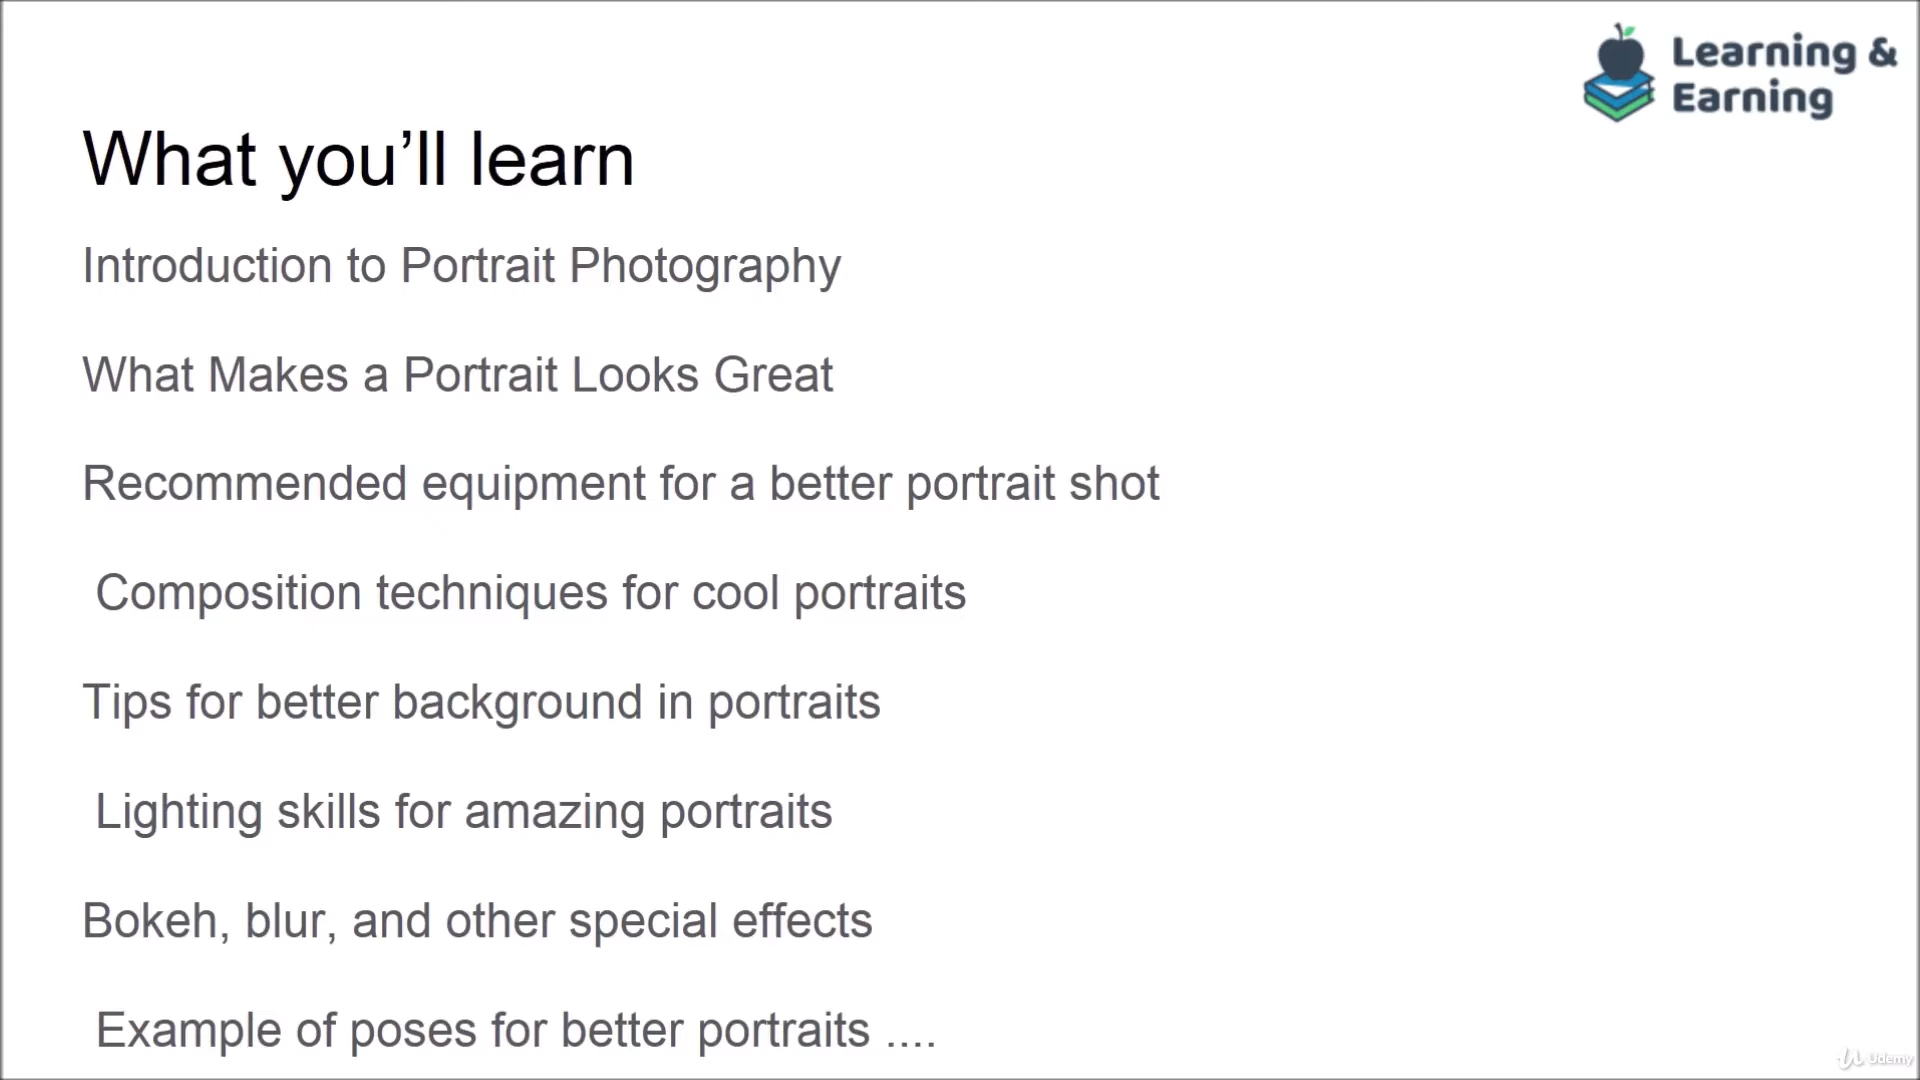 Learning &
Earning
What you’ll learn
Introduction to Portrait Photography
What Makes a Portrait Looks Great
Recommended equipment for a better portrait shot
Composition techniques for cool portraits
Tips for better background in portraits
Lighting skills for amazing portraits
Bokeh, blur, and other special effects
Example of poses for better portraits ....
Udemy